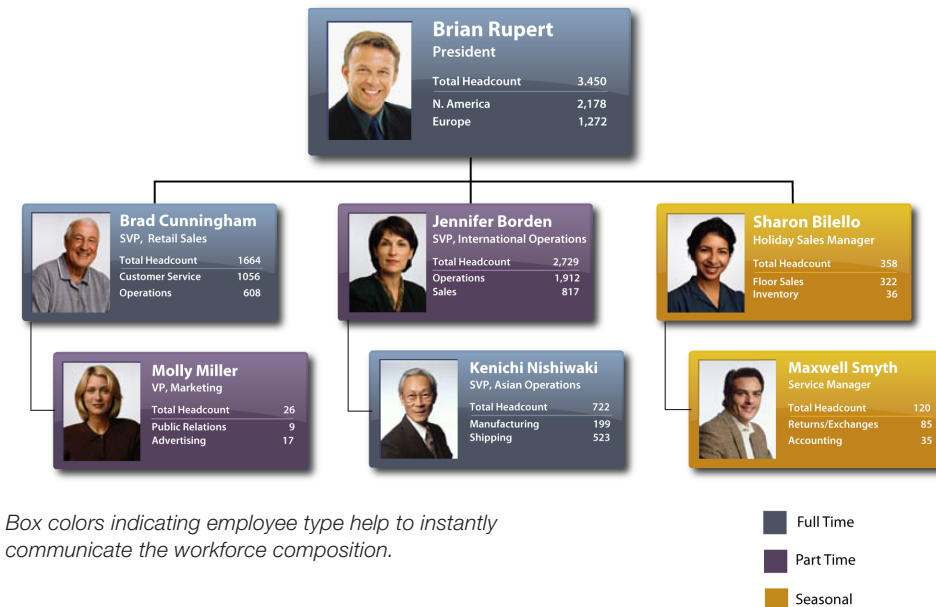 Brian Rupert
President
Total Headcount 3.450
N. America 2,178
Europe 1,272
Brad Cunningham
SVP, Retail Sales
Total Headcount 1664
Customer Service 1056
Operations 608
Jennifer Borden
SVP, International Operations
Total Headcount 2,729
Operations 1,912
Sales 817
Sharon Bilello
Holiday Sales Manager
Total Headcount 358
Floor Sales 322
Inventory 36
Molly Miller
VP, Marketing
Total Headcount 26
Public Relations 9
Advertising 17
Kenichi Nishiwaki
SVP, Asian Operations
Total Headcount 722
Manufacturing 199
Shipping 523
Maxwell Smyth
Service Manager
Total Headcount 120
Returns/Exchanges 85
Accounting 35
Box colors indicating employee type help to instantly
communicate the workforce composition.
Full Time
Part Time
Seasonal